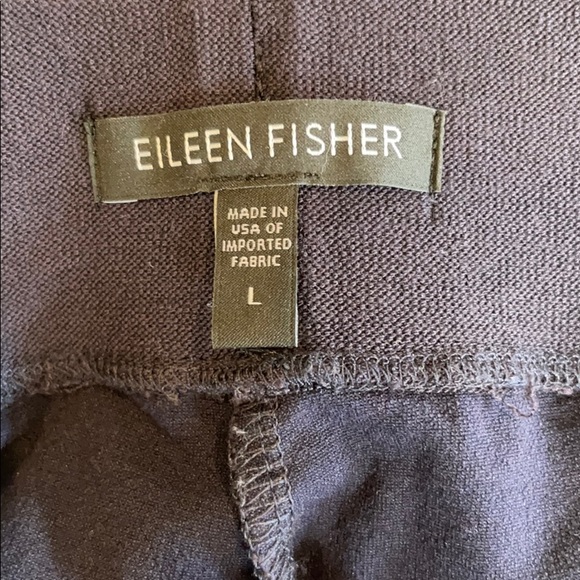 EILEEN FISHER
MADE IN
USA OF
IMPORTED
FABRIC
L